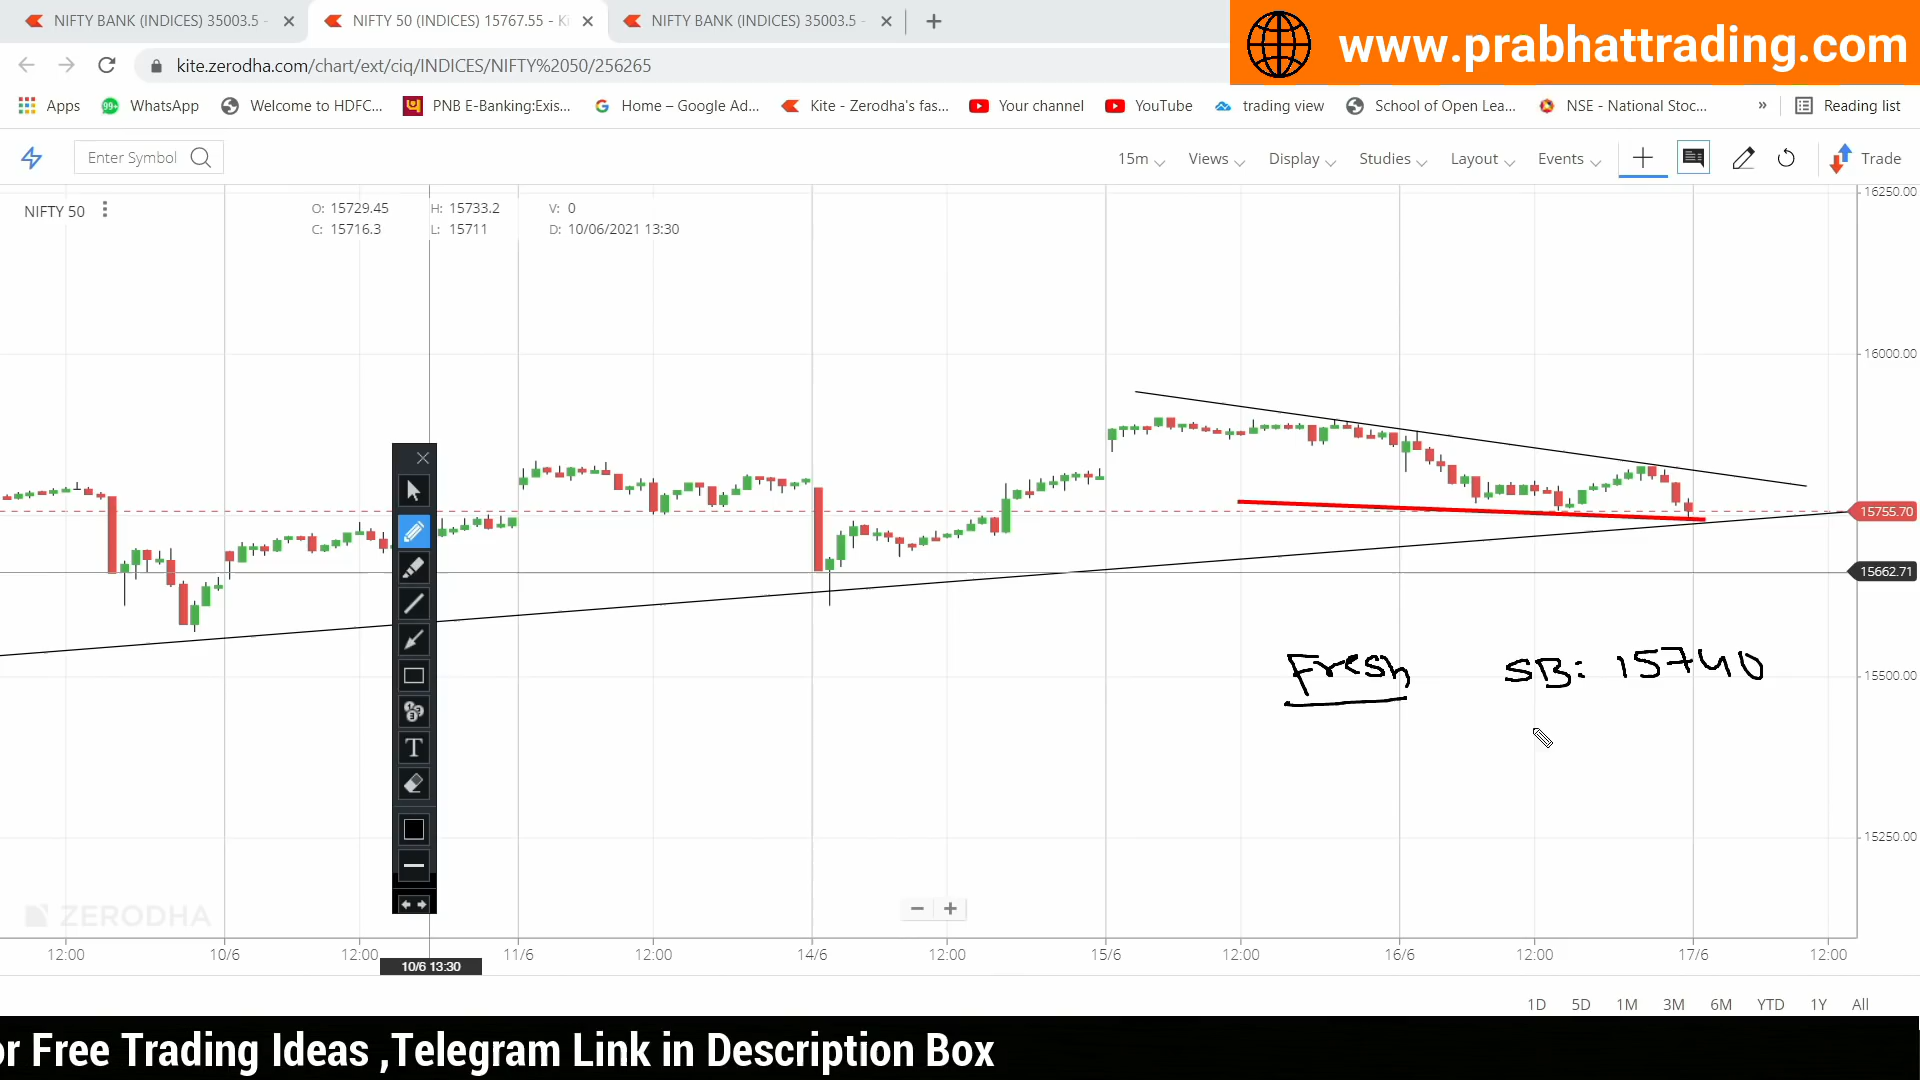 NIFTY BANK (INDICES) 35003.5 - NIFTY 50 (INDICES) 15767.55 - Ki NIFTY BANK (INDICES) 35003.5 -
www.prabhattrading.com
kite.zerodha.com/chart/ext/ciq/INDICES/NIFTY%2050/256265
Apps 99+ WhatsApp Welcome to HDFC... PNB E-Banking:Exis... Home – Google Ad... Kite - Zerodha's fas... Your channel YouTube trading view School of Open Lea... NSE - National Stoc... » Reading list
Enter Symbol 15m Views Display Studies Layout Events Trade
16250.00
NIFTY 50 O: 15729.45 H: 15733.2 V: 0
C: 15716.3 L: 15711 D: 10/06/2021 13:30
16000.00
15755.70
15662.71
Fresh SB: 15740
15500.00
15250.00
ZERODHA
12:00 10/6 12:00 11/6 12:00 14/6 12:00 15/6 12:00 16/6 12:00 17/6 12:00
10/6 13:30
1D 5D 1M 3M 6M YTD 1Y All
or Free Trading Ideas ,Telegram Link in Description Box